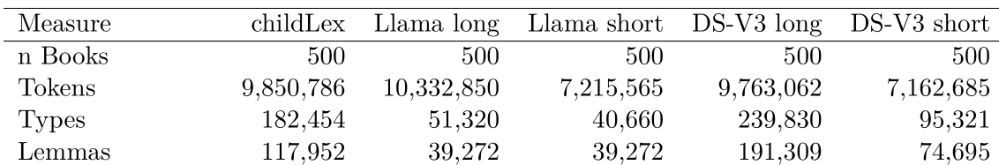 Measure childLex Llama long Llama short DS-V3 long DS-V3 short
n Books 500 500 500 500 500
Tokens 9,850,786 10,332,850 7,215,565 9,763,062 7,162,685
Types 182,454 51,320 40,660 239,830 95,321
Lemmas 117,952 39,272 39,272 191,309 74,695